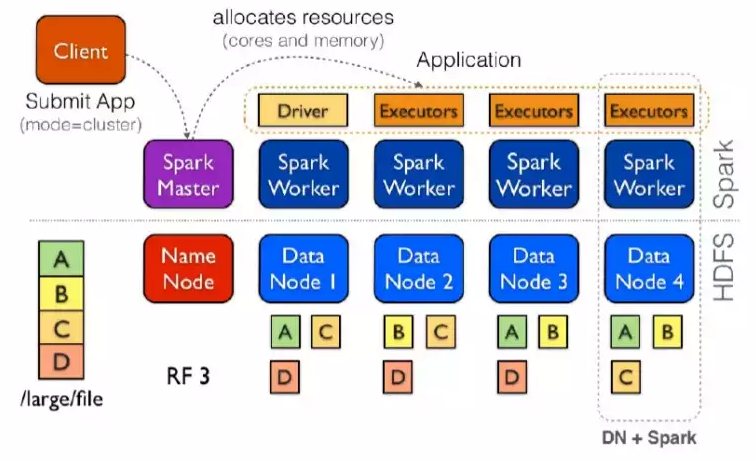 Client
Submit App
(mode=cluster)
allocates resources
(cores and memory)
Application
Driver
Executors
Executors
Executors
Spark
Master
Spark
Worker
Spark
Worker
Spark
Worker
Spark
Worker
Spark
HDFS
Name
Node
Data
Node 1
Data
Node 2
Data
Node 3
Data
Node 4
A
B
C
D
/large/file
RF 3
A C
D
B C
D
A B
D
A B
C
DN + Spark